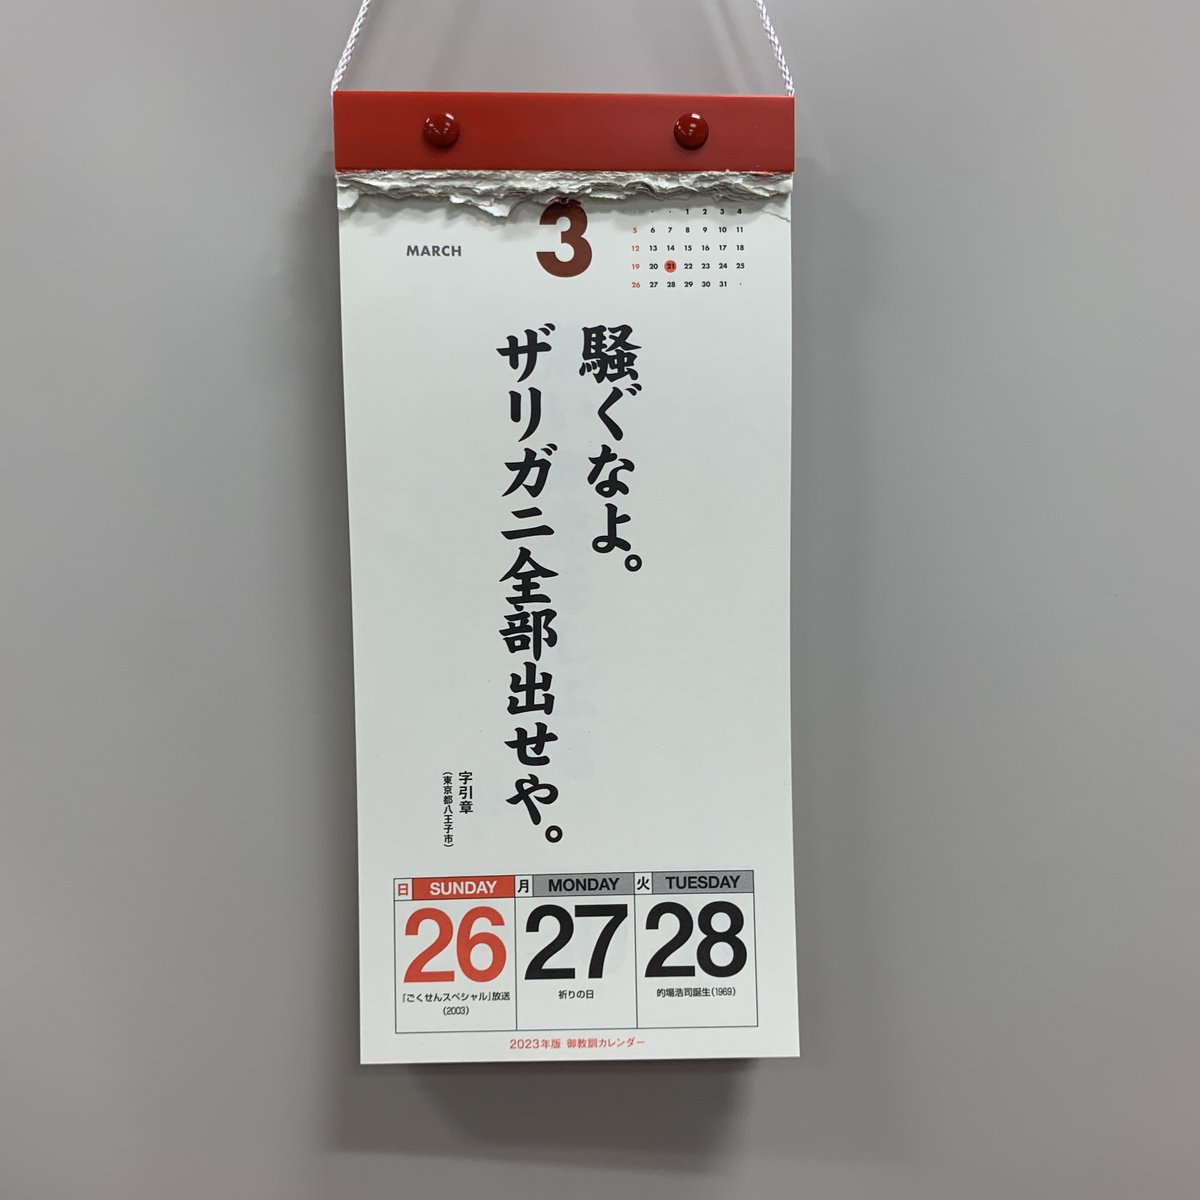 MARCH
3
1 2 3 4
5 6 7 8 9 10 11
12 13 14 15 16 17 18
19 20 21 22 23 24 25
26 27 28 29 30 31
騒ぐなよ。
ザリガニ全部出せや。
字引章
(東京都八王子市)
日 SUNDAY
26
「ごくせんスペシャル」放送
(2003)
月 MONDAY
27
祈りの日
火 TUESDAY
28
的場浩司誕生(1969)
2023年版 御教訓カレンダー